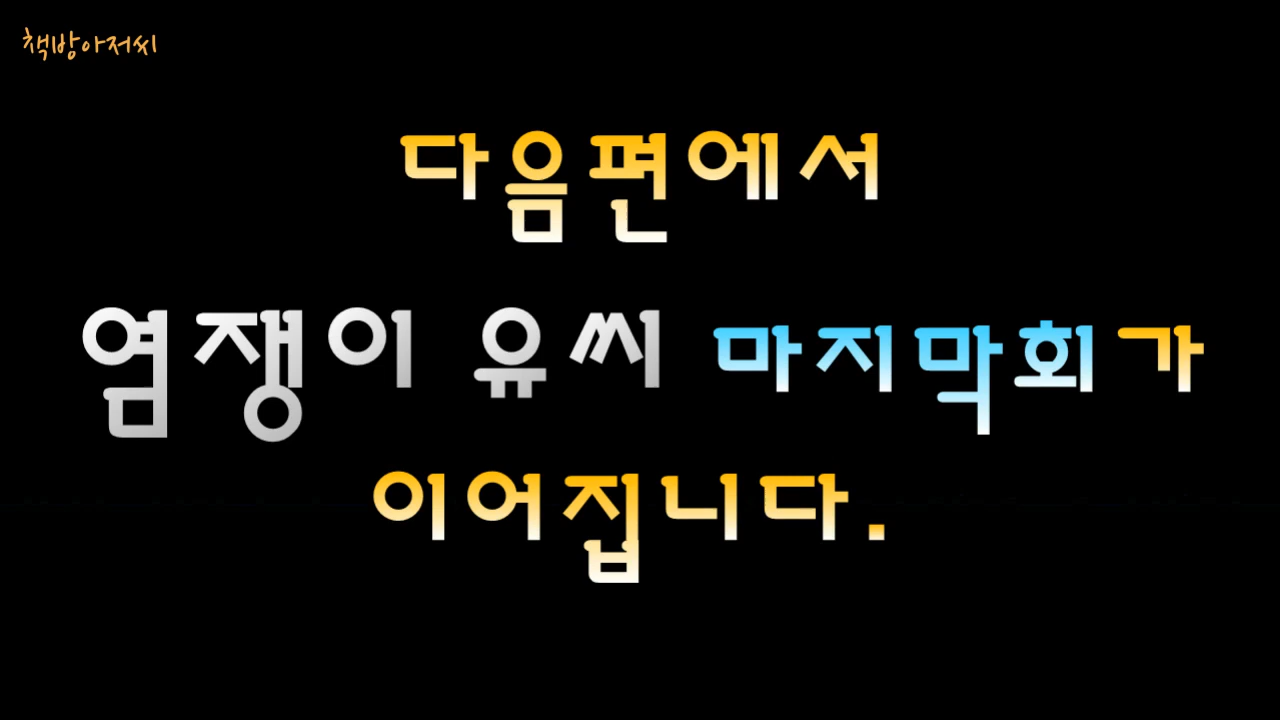 책방아저씨
다음편에서
염쟁이 유씨 마지막회가
이어집니다.